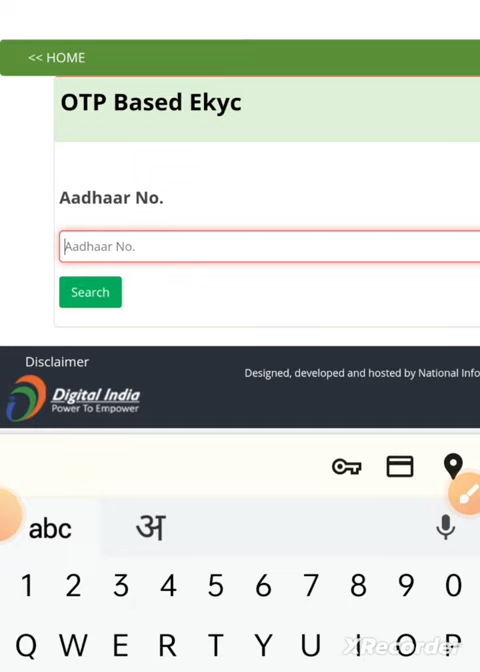 << HOME
OTP Based Ekyc
Aadhaar No.
Aadhaar No.
Search
Disclaimer
Designed, developed and hosted by National Info
Digital India
Power To Empower
abc अ
1 2 3 4 5 6 7 8 9 0
Q W E R T Y U I O P
XRecorder